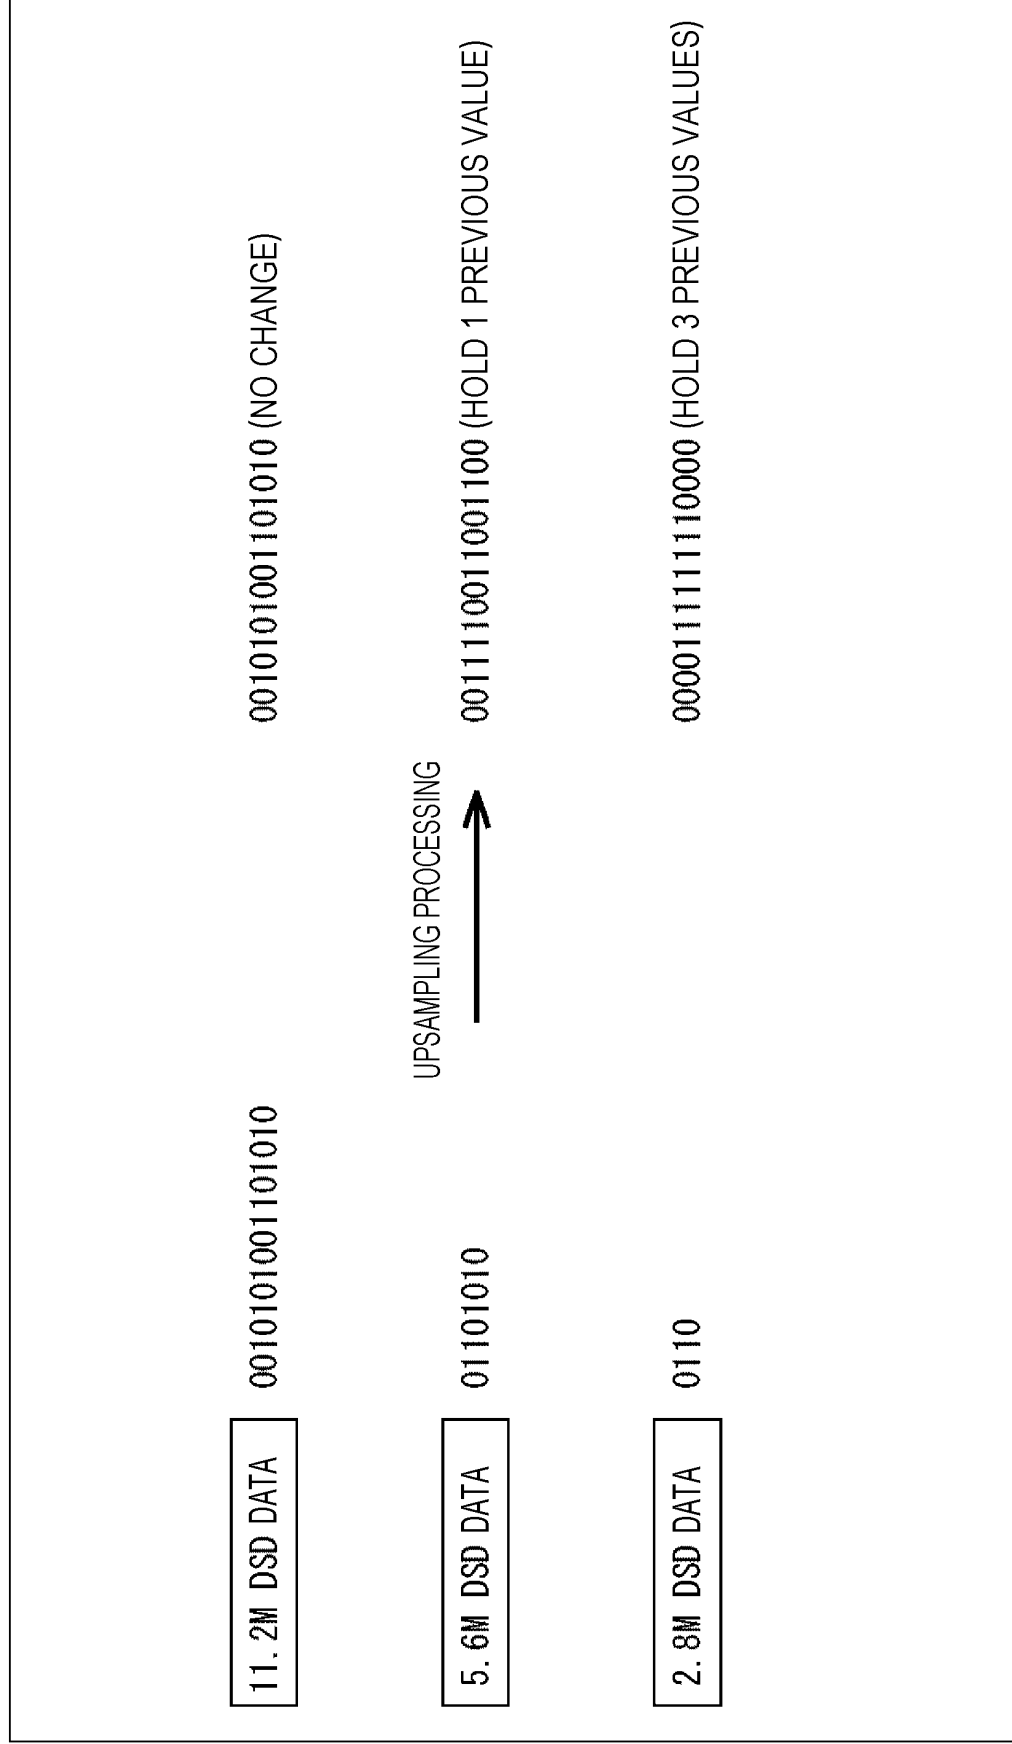 11.2M DSD DATA 0010101001101010 0010101001101010 (NO CHANGE)
UPSAMPLING PROCESSING
5.6M DSD DATA 01101010 0011110011001100 (HOLD 1 PREVIOUS VALUE)
2.8M DSD DATA 0110 0000111111110000 (HOLD 3 PREVIOUS VALUES)